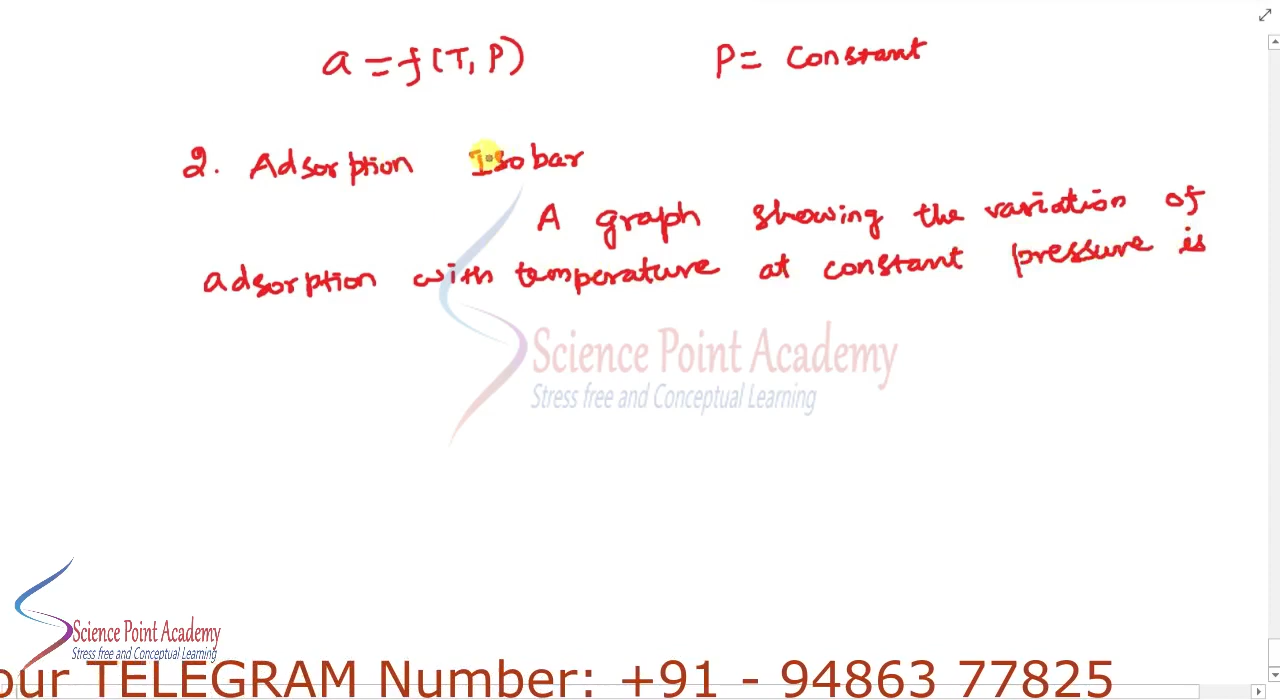 a = f(T, P) P = Constant
2. Adsorption Isobar
A graph showing the variation of
adsorption with temperature at constant pressure is
Science Point Academy
Stress free and Conceptual Learning
Science Point Academy
Stress free and Conceptual Learning
our TELEGRAM Number: +91 - 94863 77825